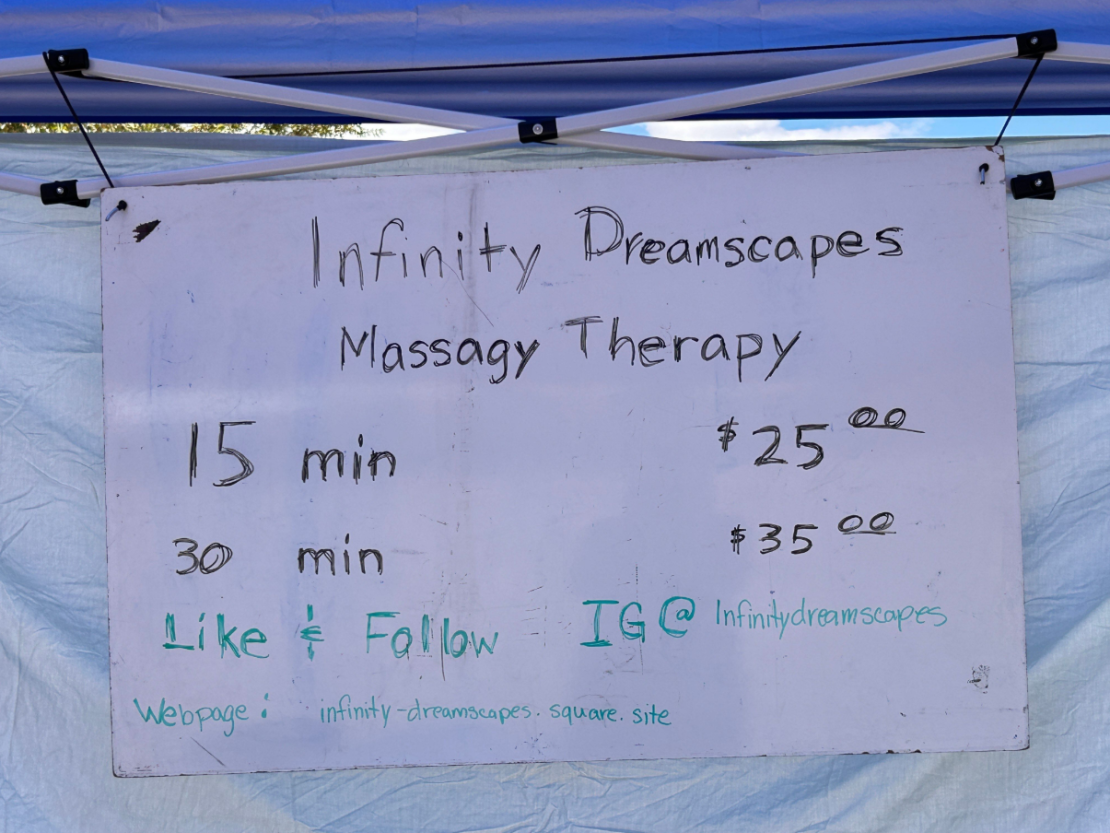 Infinity Dreamscapes
Massagy Therapy
15 min $25 00
30 min $35 00
Like & Follow IG@ Infinitydreamscapes
Webpage: infinity-dreamscapes.square.site